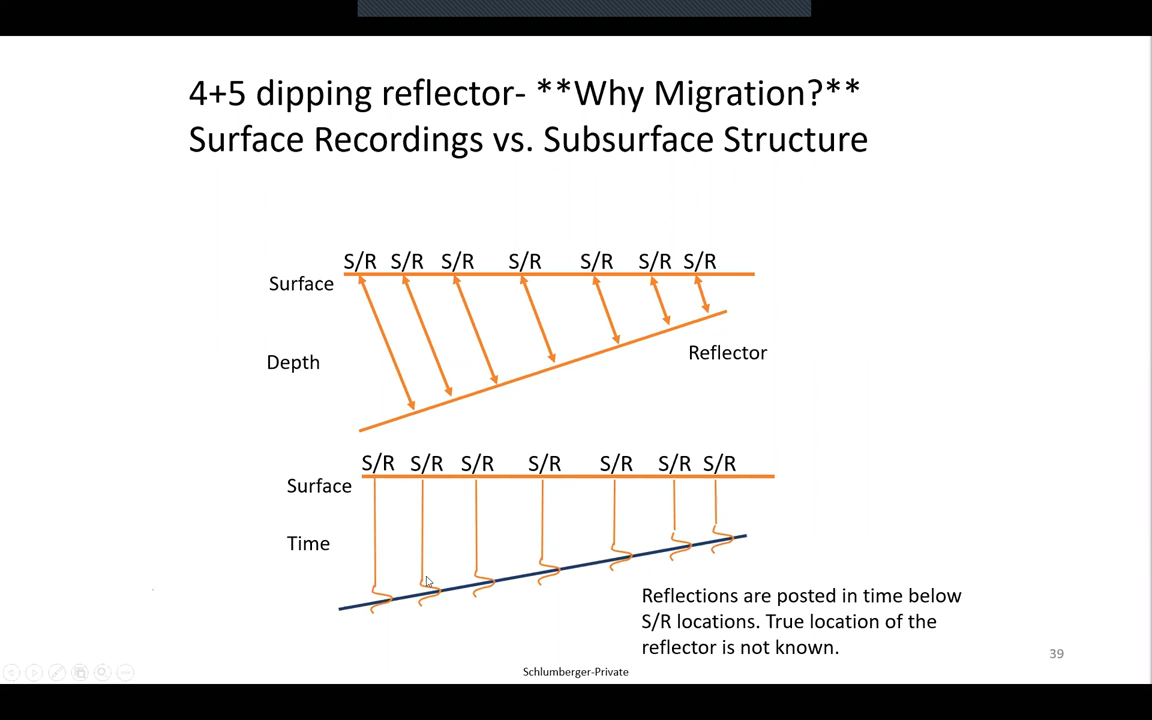 4+5 dipping reflector- **Why Migration?**
Surface Recordings vs. Subsurface Structure
S/R S/R S/R S/R S/R S/R S/R
Surface
Depth
Reflector
S/R S/R S/R S/R S/R S/R S/R
Surface
Time
Reflections are posted in time below
S/R locations. True location of the
reflector is not known.
39
Schlumberger-Private